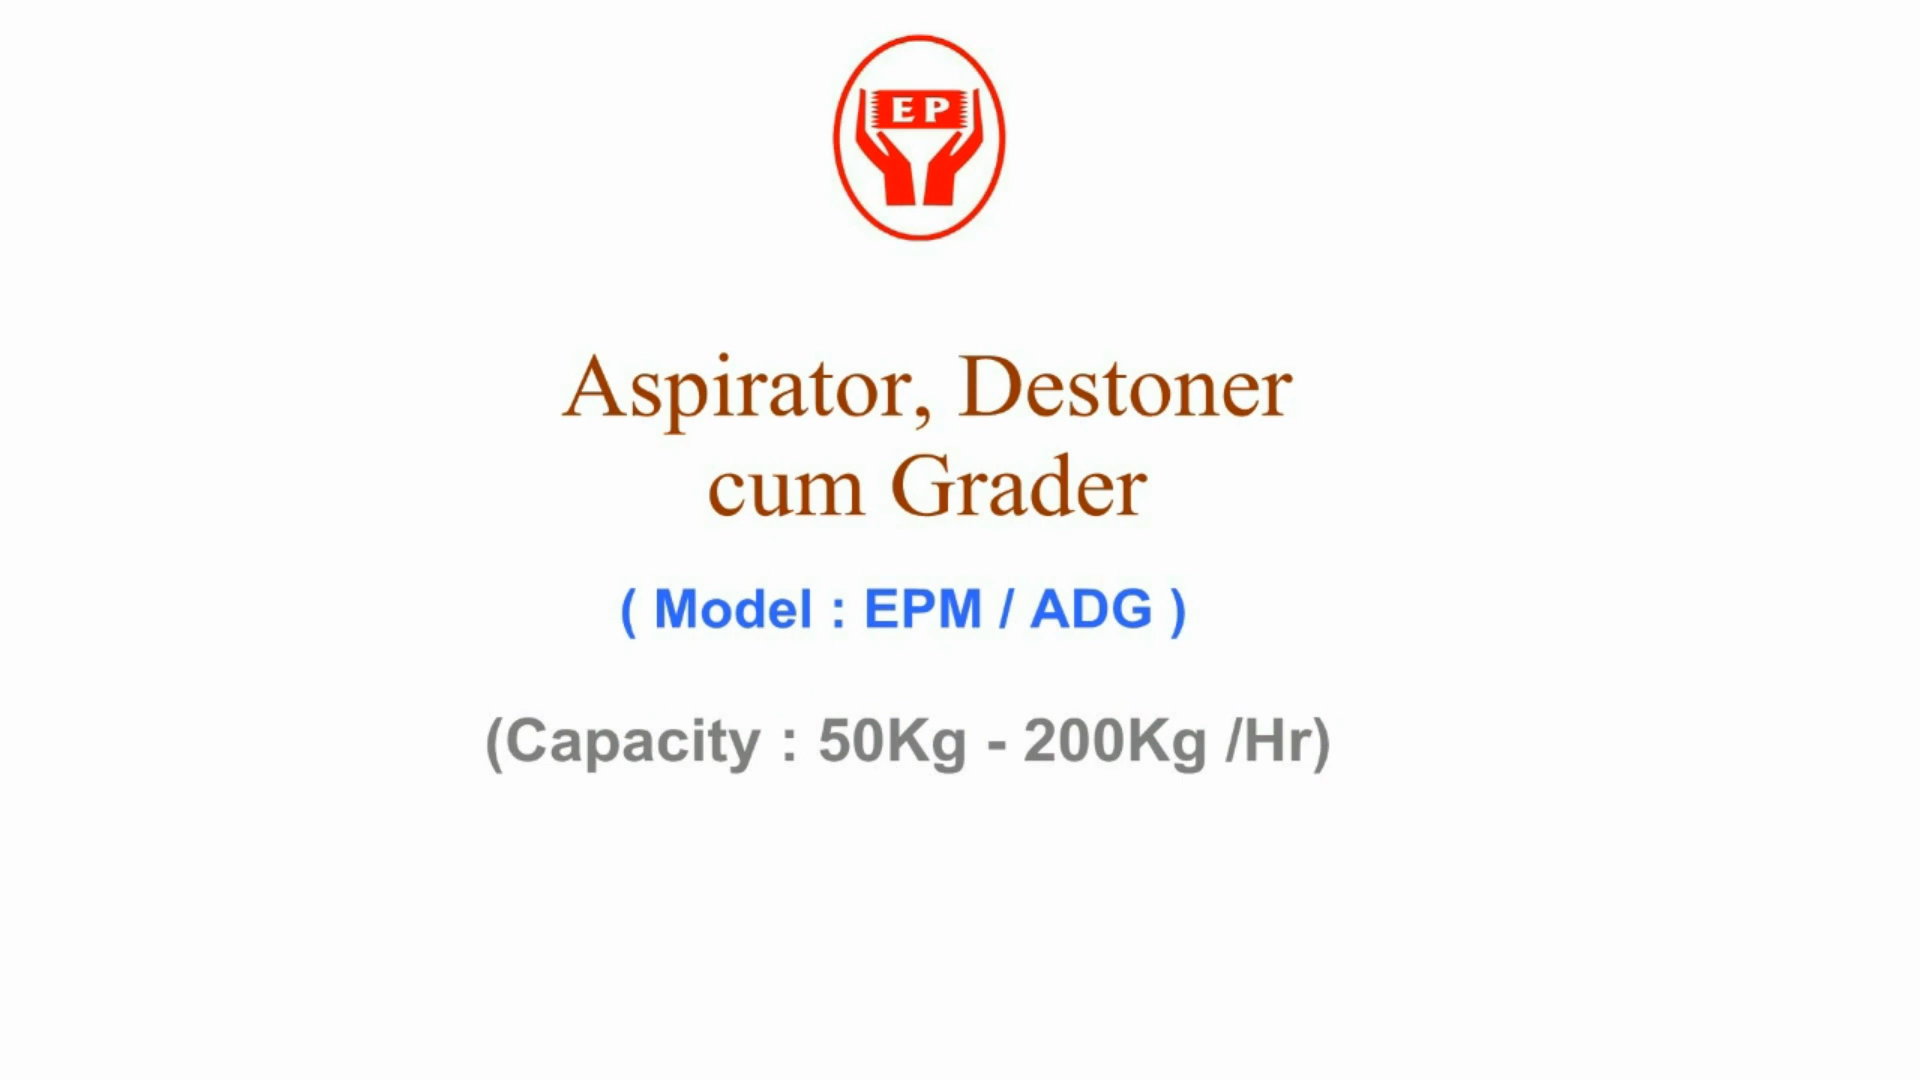 EP
Aspirator, Destoner
cum Grader
( Model : EPM / ADG )
(Capacity : 50Kg - 200Kg /Hr)